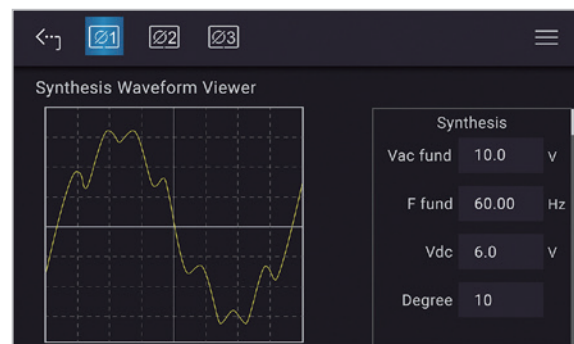 Ø1 Ø2 Ø3
Synthesis Waveform Viewer
Synthesis
Vac fund 10.0 V
F fund 60.00 Hz
Vdc 6.0 V
Degree 10